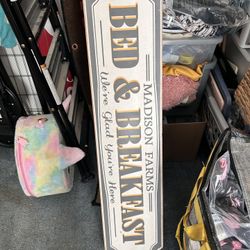 MADISON FARMS
BED & BREAKFAST
We're Glad You're Here